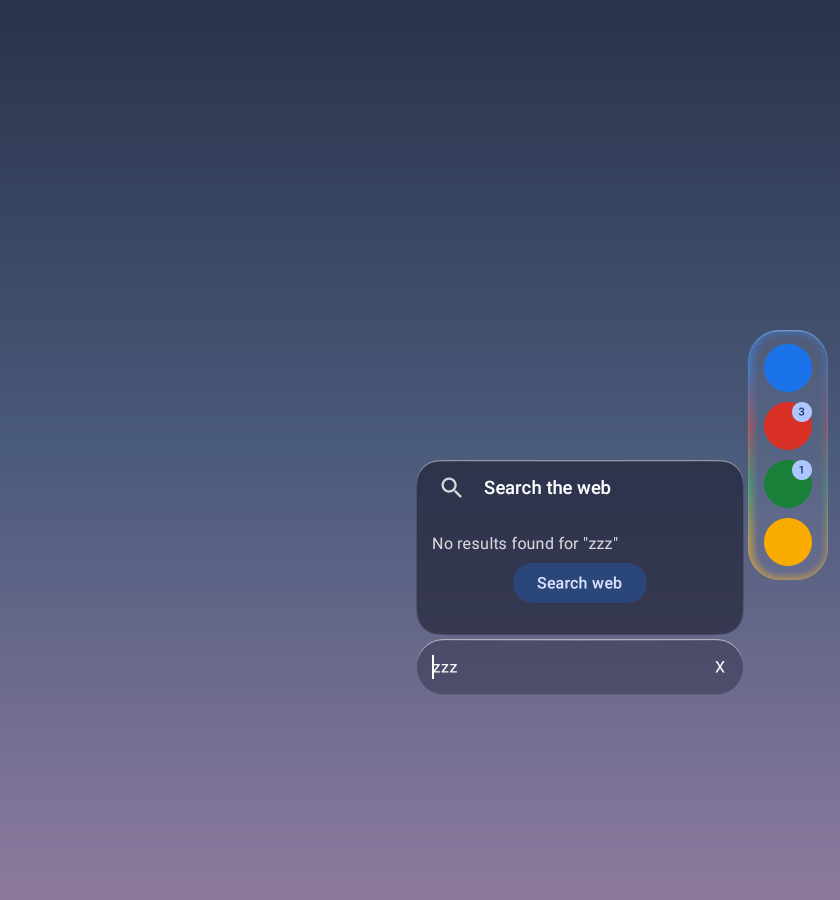 3
1
Search the web
No results found for "zzz"
Search web
zzz X